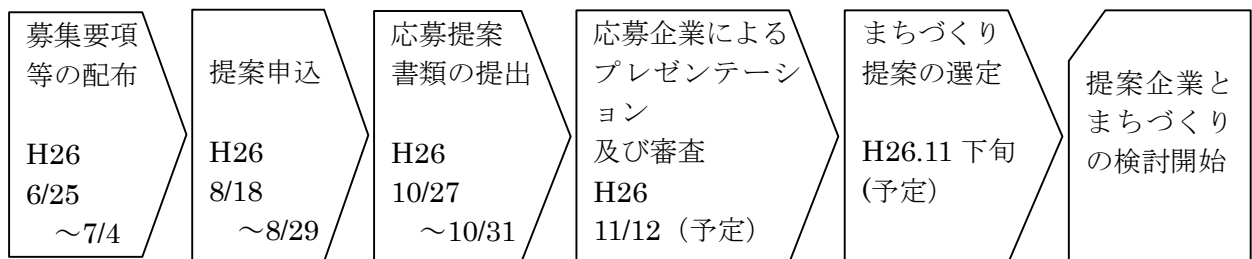 募集要項
等の配布
H26
6/25
～7/4
提案申込
H26
8/18
～8/29
応募提案
書類の提出
H26
10/27
～10/31
応募企業による
プレゼンテーシ
ョン
及び審査
H26
11/12（予定）
まちづくり
提案の選定
H26.11 下旬
(予定）
提案企業と
まちづくり
の検討開始